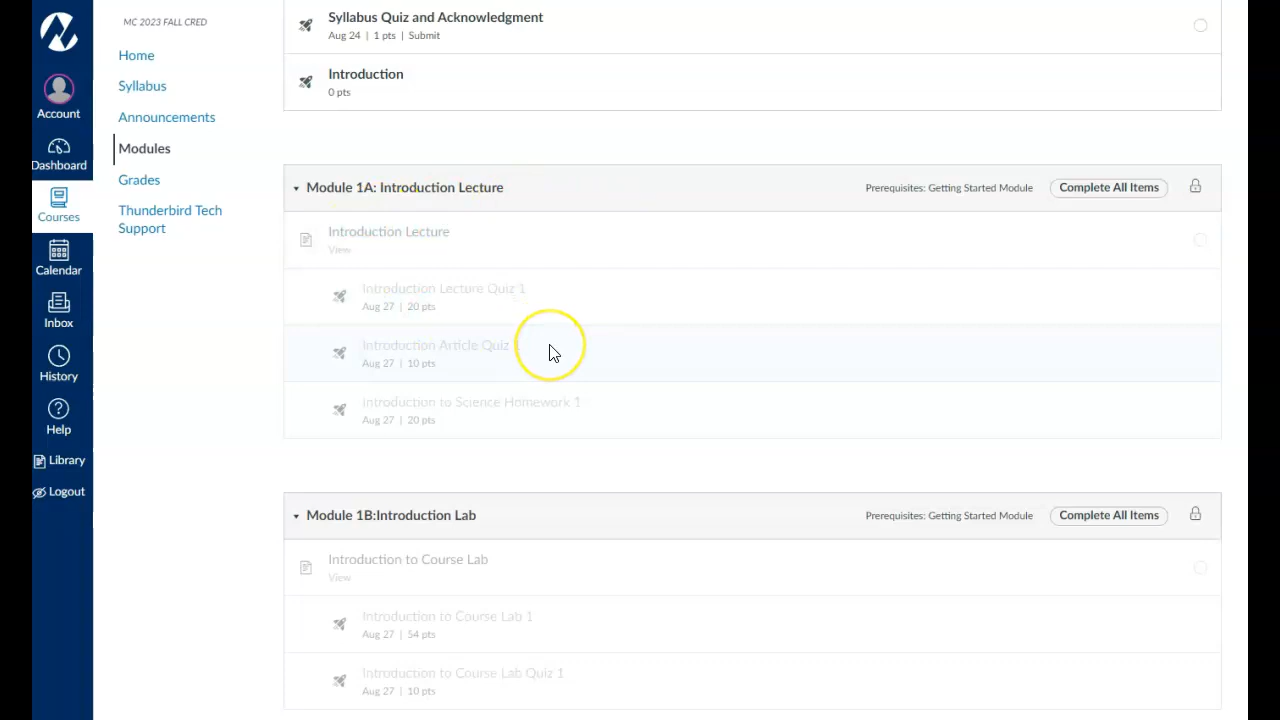 MC 2023 FALL CRED
Home
Syllabus
Announcements
Modules
Grades
Thunderbird Tech
Support
Account
Dashboard
Courses
Calendar
Inbox
History
Help
Library
Logout
Syllabus Quiz and Acknowledgment
Aug 24 | 1 pts | Submit
Introduction
0 pts
Module 1A: Introduction Lecture
Prerequisites: Getting Started Module
Complete All Items
Introduction Lecture
View
Introduction Lecture Quiz 1
Aug 27 | 20 pts
Introduction Article Quiz 1
Aug 27 | 10 pts
Introduction to Science Homework 1
Aug 27 | 20 pts
Module 1B:Introduction Lab
Prerequisites: Getting Started Module
Complete All Items
Introduction to Course Lab
View
Introduction to Course Lab 1
Aug 27 | 54 pts
Introduction to Course Lab Quiz 1
Aug 27 | 10 pts